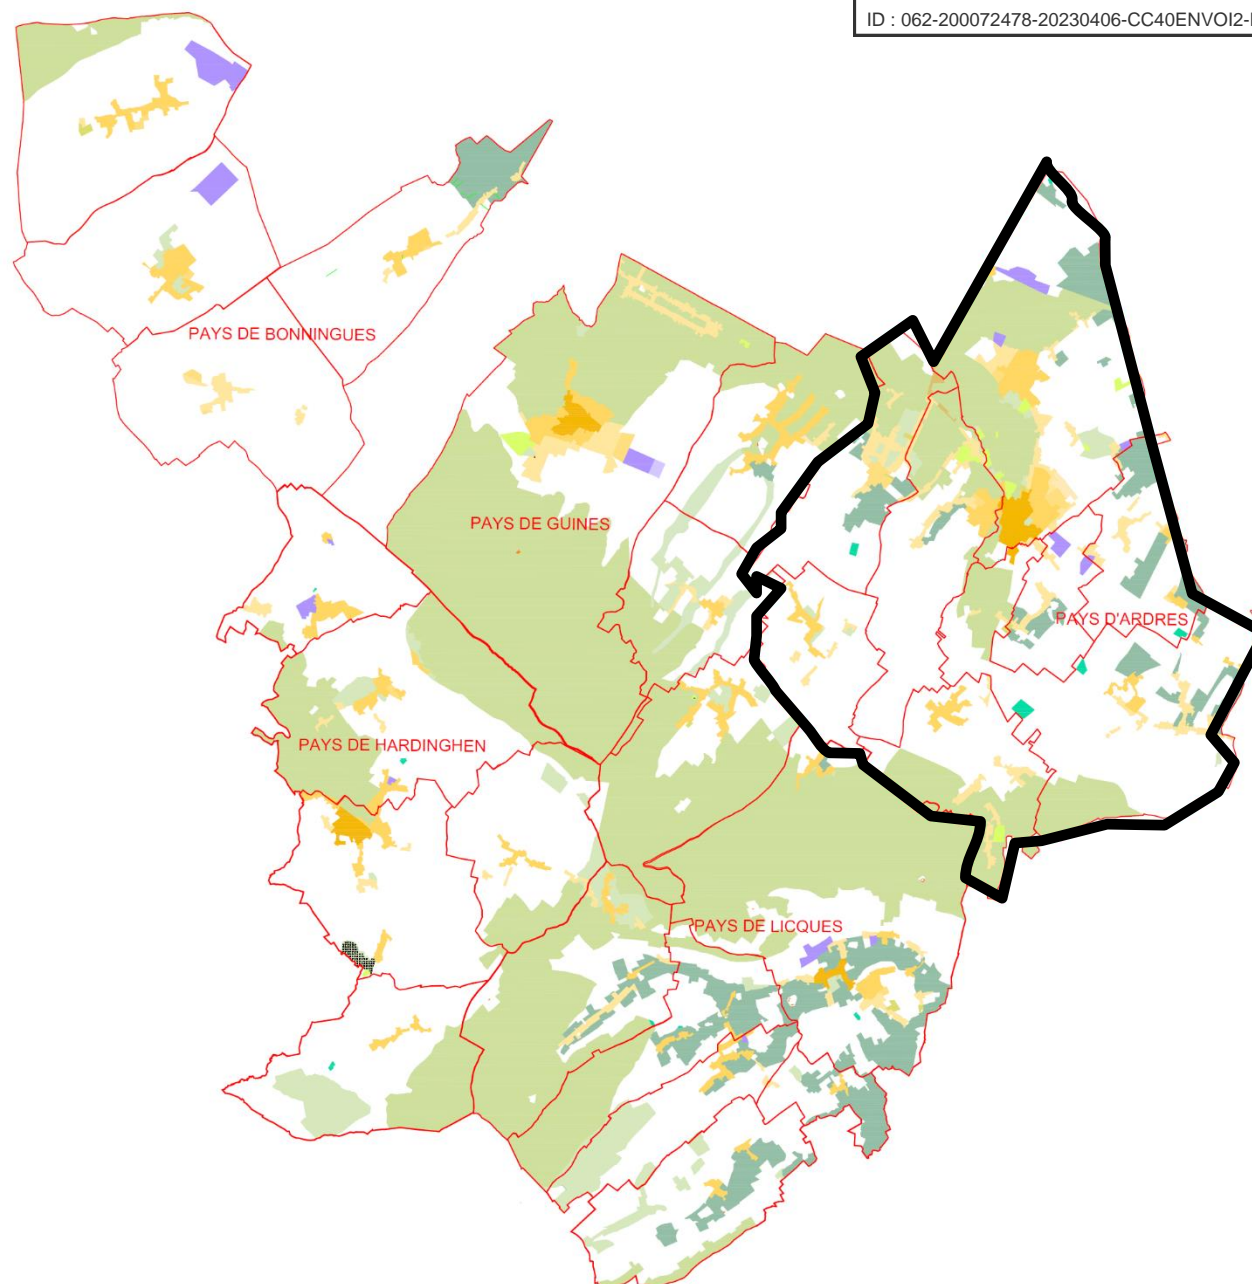 ID : 062-200072478-20230406-CC40ENVOI2-
PAYS DE BONNINGUES
PAYS DE GUINES
PAYS D'ARDRES
PAYS DE HARDINGHEN
PAYS DE LICQUES